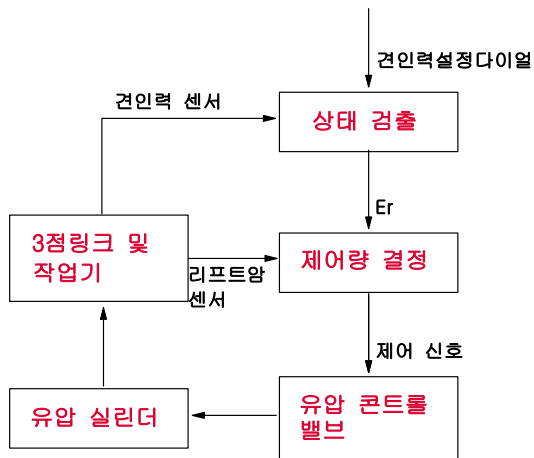 견인력설정다이얼
견인력 센서
상태 검출
Er
3점링크 및
작업기
리프트암
센서
제어량 결정
제어 신호
유압 실린더
유압 콘트롤
밸브